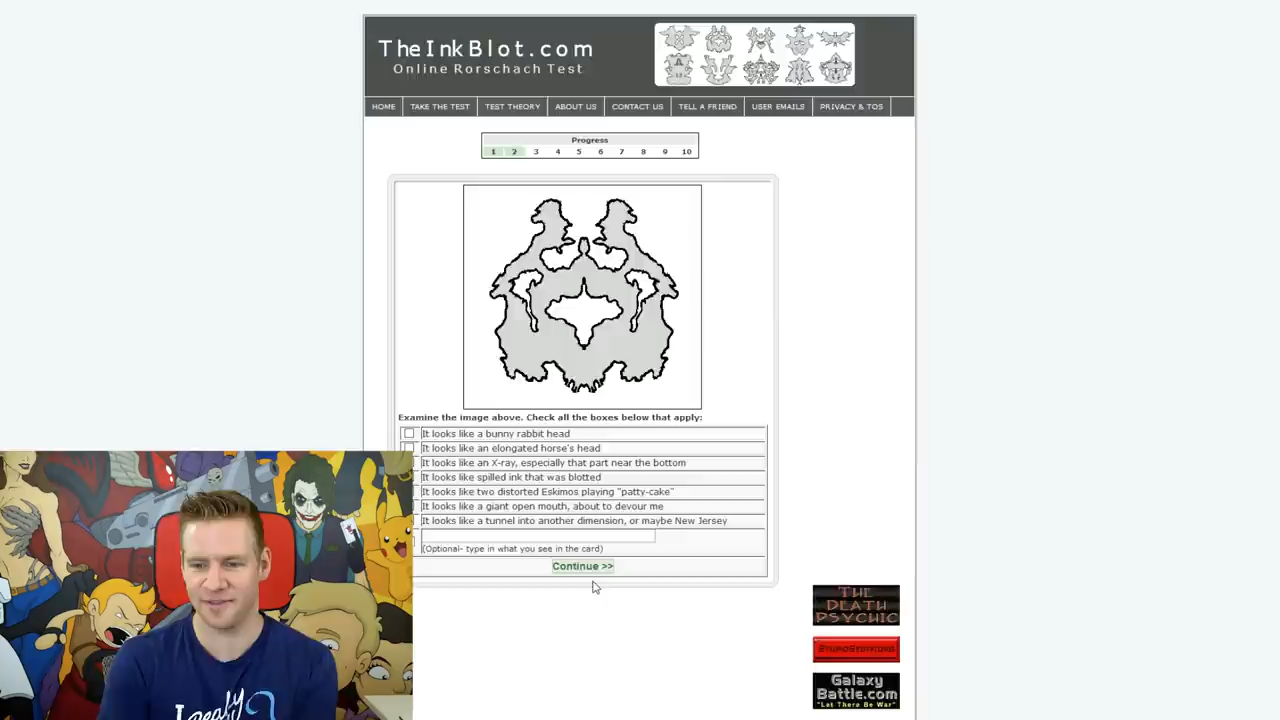 TheInkBlot.com
Online Rorschach Test
HOME TAKE THE TEST TEST THEORY ABOUT US CONTACT US TELL A FRIEND USER EMAILS PRIVACY & TOS
Progress
1 2 3 4 5 6 7 8 9 10
Examine the image above. Check all the boxes below that apply:
It looks like a bunny rabbit head
It looks like an elongated horse's head
It looks like an X-ray, especially that part near the bottom
It looks like spilled ink that was blotted
It looks like two distorted Eskimos playing "patty-cake"
It looks like a giant open mouth, about to devour me
It looks like a tunnel into another dimension, or maybe New Jersey
(Optional- type in what you see in the card)
Continue >>
THE
DEATH
PSYCHIC
Galaxy
Battle.com
"Let There Be War"
I Really